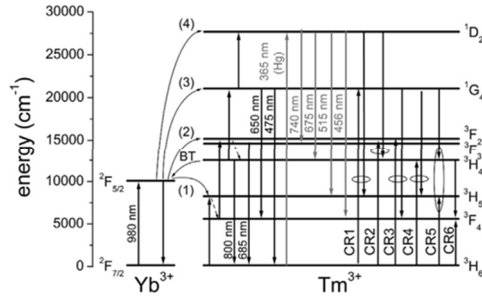 30000
25000
20000
15000
10000
5000
0
energy (cm⁻¹)
²F₅/₂
²F₇/₂
980 nm
Yb³⁺
(4)
(3)
(2)
BT
(1)
800 nm
685 nm
650 nm
475 nm
365 nm
(Hg)
740 nm
675 nm
515 nm
456 nm
CR1
CR2
CR3
CR4
CR5
CR6
Tm³⁺
¹D₂
¹G₄
³F₂
³F₃
³H₄
³H₅
³F₄
³H₆